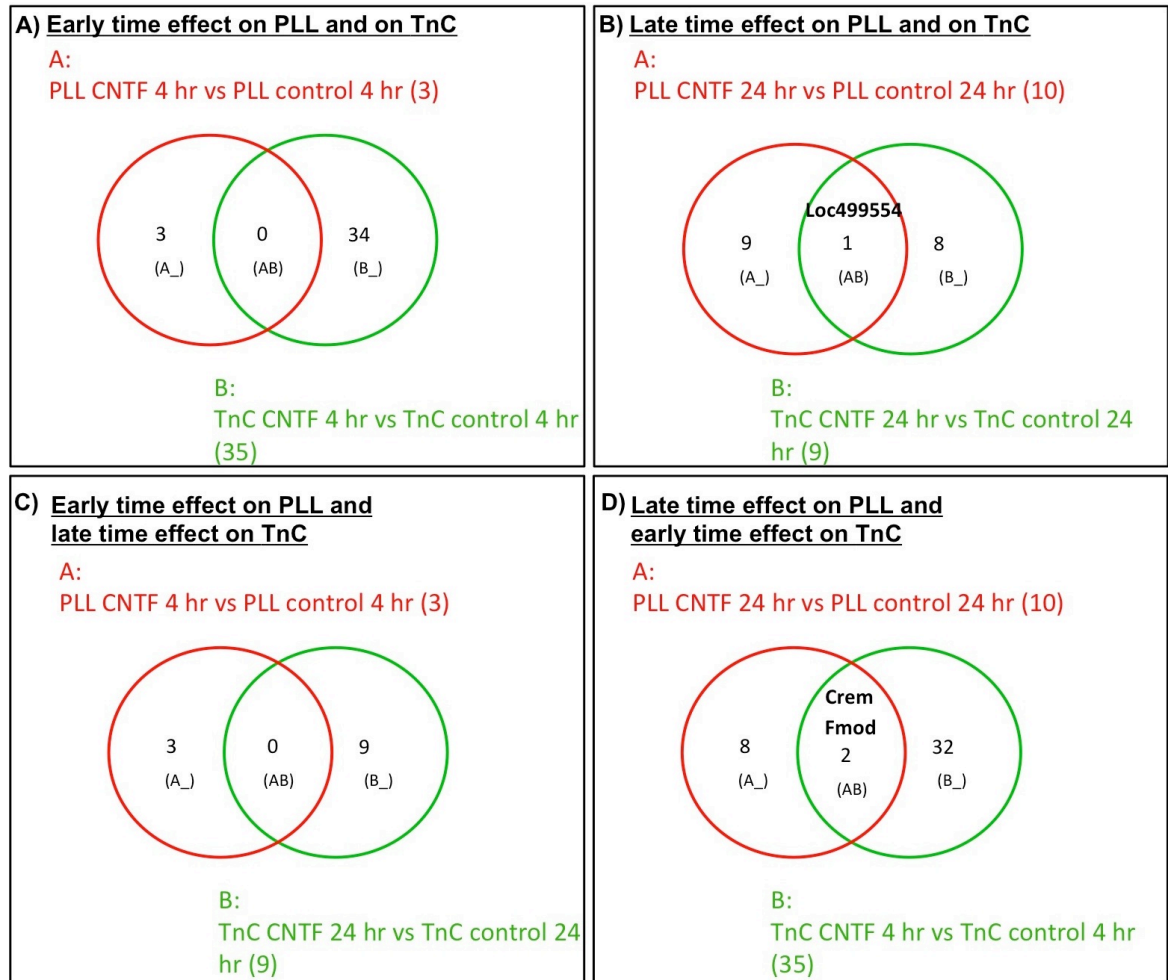 A) Early time effect on PLL and on TnC
A:
PLL CNTF 4 hr vs PLL control 4 hr (3)
3
0
34
(A_)
(AB)
(B_)
B:
TnC CNTF 4 hr vs TnC control 4 hr
(35)
B) Late time effect on PLL and on TnC
A:
PLL CNTF 24 hr vs PLL control 24 hr (10)
Loc499554
9
1
8
(A_)
(AB)
(B_)
B:
TnC CNTF 24 hr vs TnC control 24
hr (9)
C) Early time effect on PLL and
late time effect on TnC
A:
PLL CNTF 4 hr vs PLL control 4 hr (3)
3
0
9
(A_)
(AB)
(B_)
B:
TnC CNTF 24 hr vs TnC control 24
hr (9)
D) Late time effect on PLL and
early time effect on TnC
A:
PLL CNTF 24 hr vs PLL control 24 hr (10)
Crem
Fmod
8
2
32
(A_)
(AB)
(B_)
B:
TnC CNTF 4 hr vs TnC control 4 hr
(35)